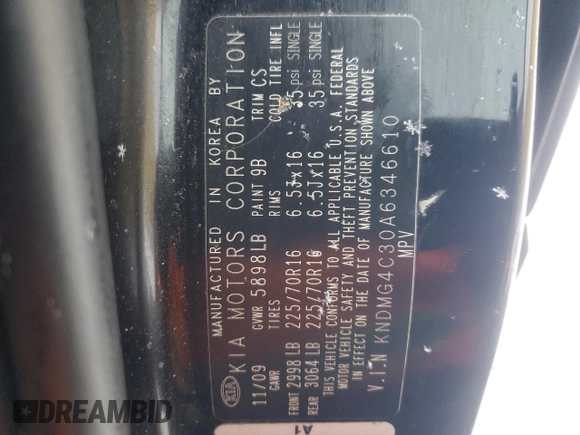 MANUFACTURED IN KOREA BY
KIA KIA MOTORS CORPORATION
11/09 GVWR 5898LB PAINT 9B TRIM CS
GAWR TIRES RIMS COLD TIRE INFL
FRONT 2998 LB 225/70R16 6.5Jx16 35 psi SINGLE
REAR 3064 LB 225/70R16 6.5Jx16 35 psi SINGLE
THIS VEHICLE CONFORMS TO ALL APPLICABLE U.S.A. FEDERAL
MOTOR VEHICLE SAFETY AND THEFT PREVENTION STANDARDS
IN EFFECT ON THE DATE OF MANUFACTURE SHOWN ABOVE
V.I.N KNDMG4C30A6346610
MPV
A1
DREAMBID